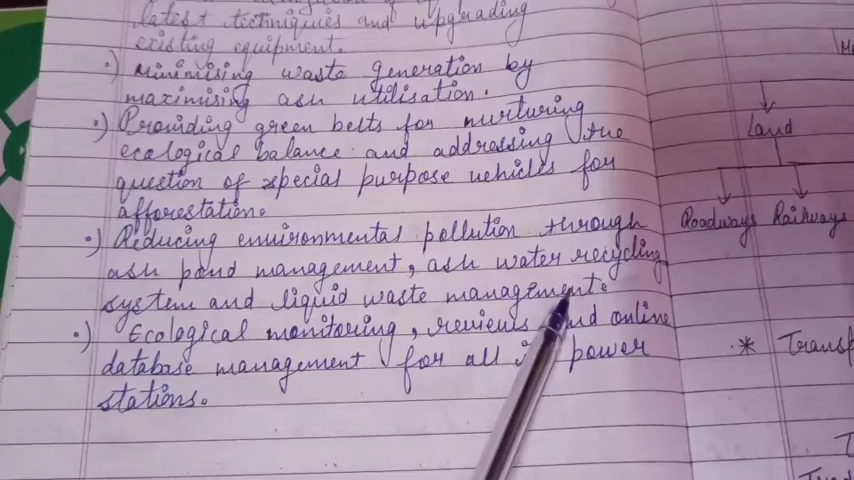 latest techniques and upgrading
existing equipment.
•) Minimising waste generation by
maximising ash utilisation.
•) Providing green belts for nurturing
ecological balance and addressing the
question of special purpose vehicles for
afforestation.
•) Reducing environmental pollution through
ash pond management, ash water recycling
system and liquid waste management.
•) Ecological monitoring, reviews and online
database management for all power
stations.
Land
Roadways Railways
* Transp